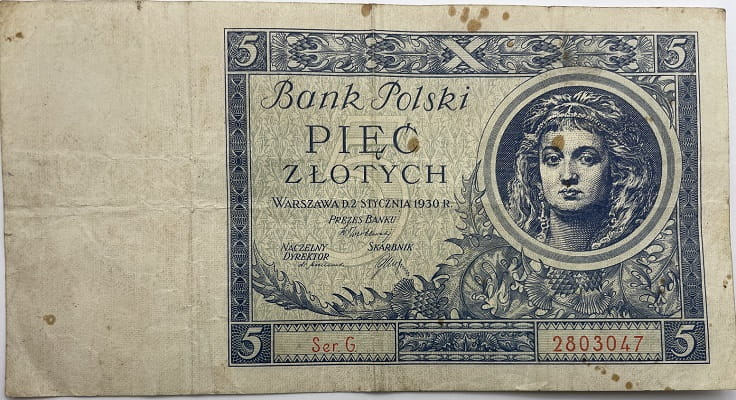 5 5
Bank Polski
PIĘĆ
ZŁOTYCH
WARSZAWA D. 2 STYCZNIA 1930 R.
PREZES BANKU
NACZELNY DYREKTOR
SKARBNIK
5 Ser G 2803047 5